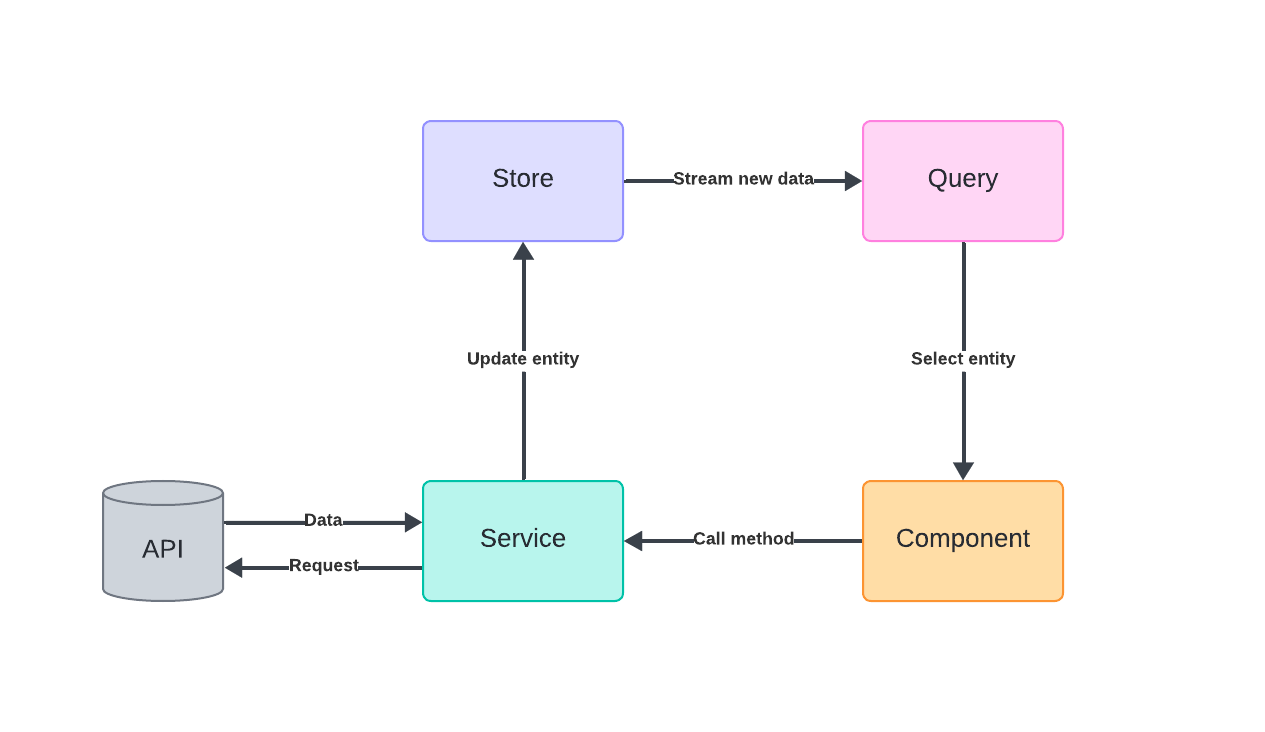 Store
Stream new data
Query
Update entity
Select entity
API
Data
Request
Service
Call method
Component